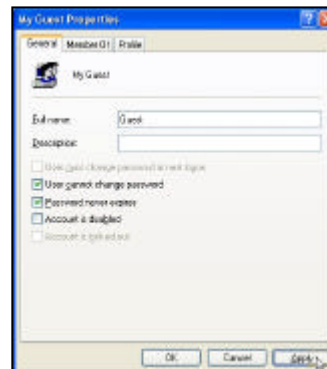 My Guest Properties
General Member Of Profile
My Guest
Full name: Guest
Description:
User must change password at next logon
User cannot change password
Password never expires
Account is disabled
Account is locked out
OK Cancel Apply